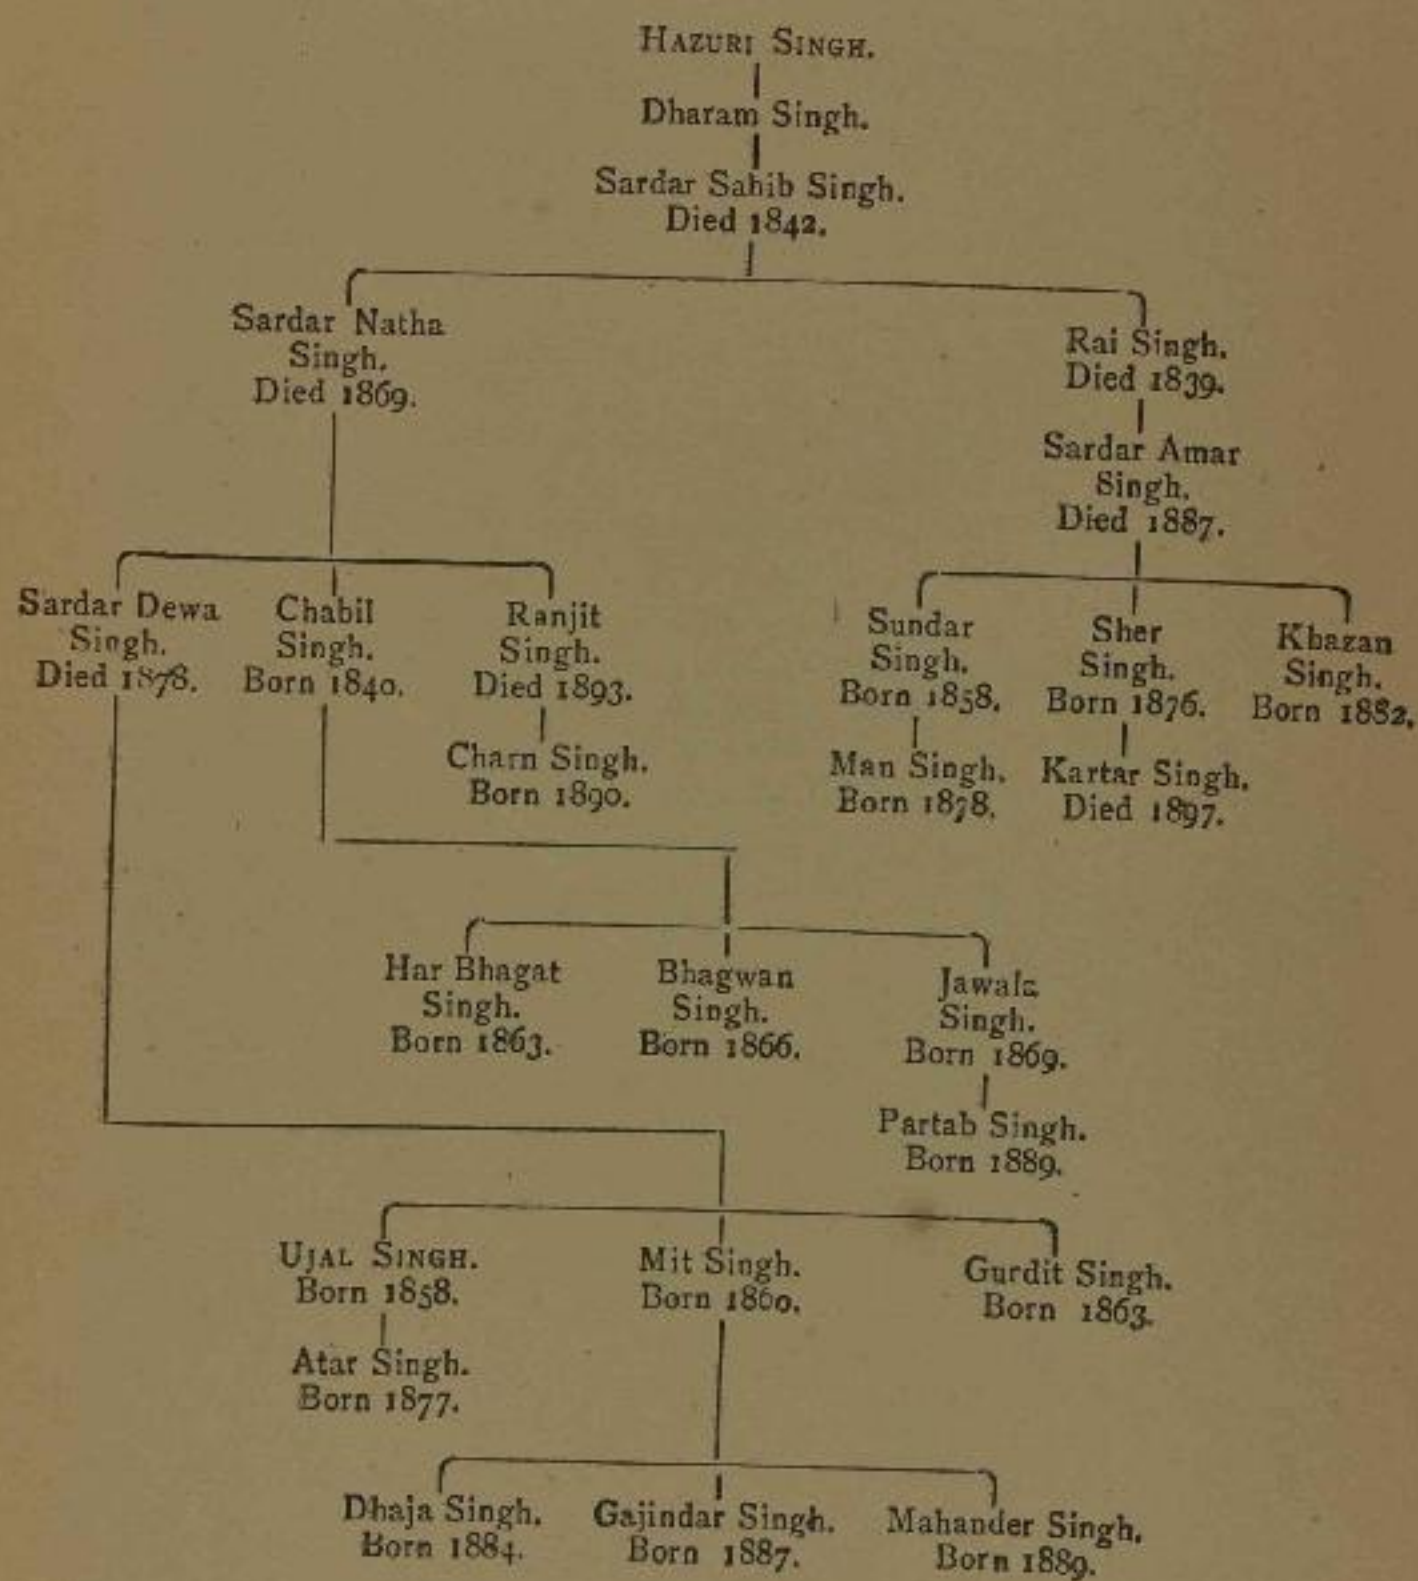 HAZURI SINGH.
Dharam Singh.
Sardar Sahib Singh.
Died 1842.
Sardar Natha
Singh.
Died 1869.
Rai Singh.
Died 1839.
Sardar Amar
Singh.
Died 1887.
Sardar Dewa
Singh.
Died 1878.
Chabil
Singh.
Born 1840.
Ranjit
Singh.
Died 1893.
Charn Singh.
Born 1890.
Sundar
Singh.
Born 1858.
Man Singh.
Born 1878.
Sher
Singh.
Born 1876.
Kartar Singh.
Died 1897.
Khazan
Singh.
Born 1882.
Har Bhagat
Singh.
Born 1863.
Bhagwan
Singh.
Born 1866.
Jawala
Singh.
Born 1869.
Partab Singh.
Born 1889.
UJAL SINGH.
Born 1858.
Atar Singh.
Born 1877.
Mit Singh.
Born 1860.
Gurdit Singh.
Born 1863.
Dhaja Singh.
Born 1884.
Gajindar Singh.
Born 1887.
Mahander Singh.
Born 1889.